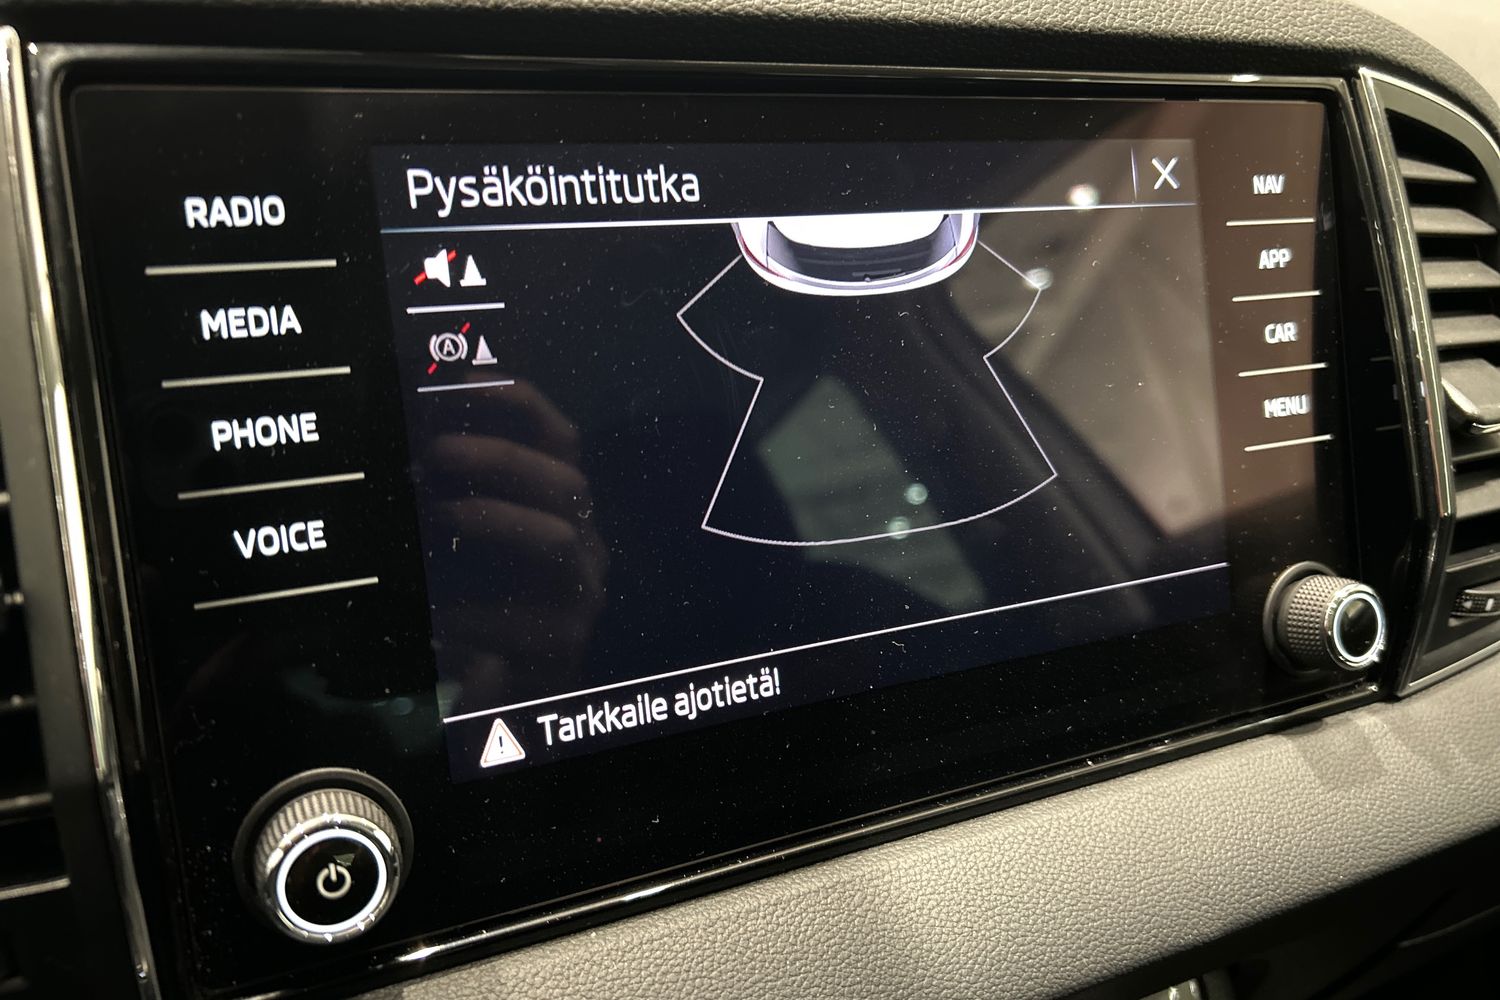 Pysäköintitutka
X
RADIO
MEDIA
PHONE
VOICE
A
NAV
APP
CAR
MENU
Tarkkaile ajotietä!